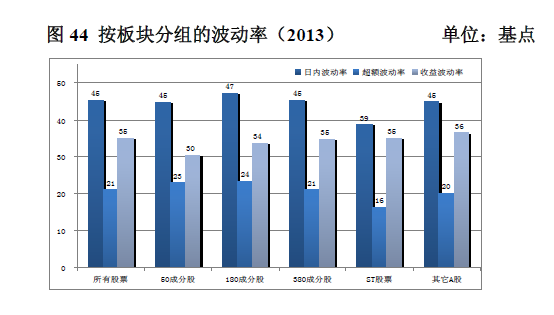 图 44 按板块分组的波动率（2013） 单位：基点
日内波动率 超额波动率 收益波动率
50
40
30
20
10
0
45 21 35
45 23 30
47 24 34
45 21 35
39 16 35
45 20 36
所有股票 50成分股 180成分股 380成分股 ST股票 其它A股